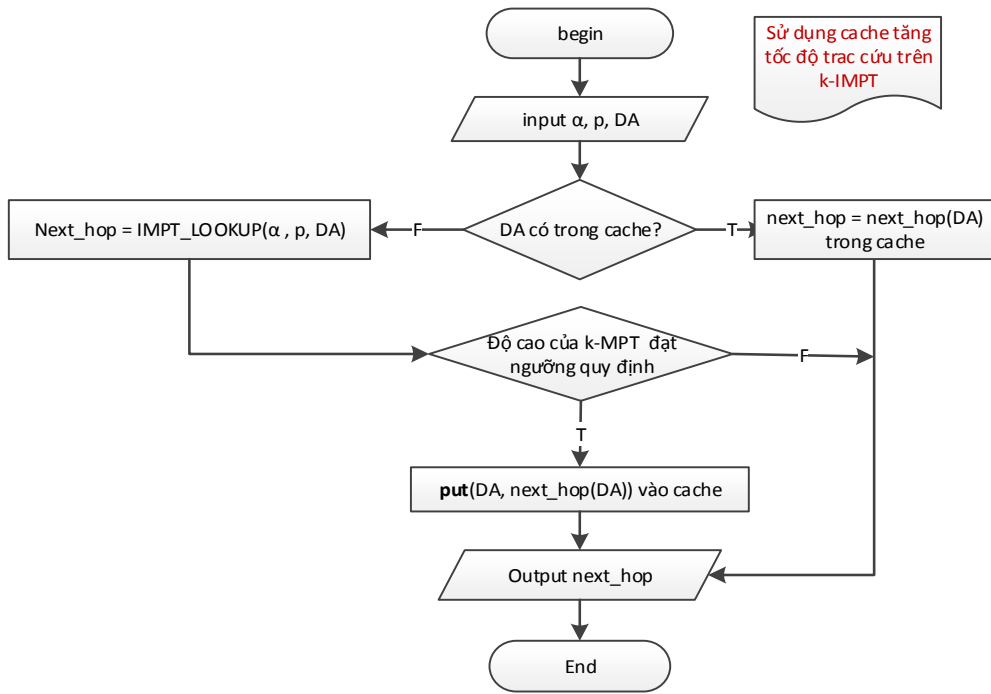 begin
Sử dụng cache tăng
tốc độ trac cứu trên
k-IMPT
input α, p, DA
Next_hop = IMPT_LOOKUP(α , p, DA)
F
DA có trong cache?
T
next_hop = next_hop(DA)
trong cache
Độ cao của k-MPT đạt
ngưỡng quy định
F
T
put(DA, next_hop(DA)) vào cache
Output next_hop
End